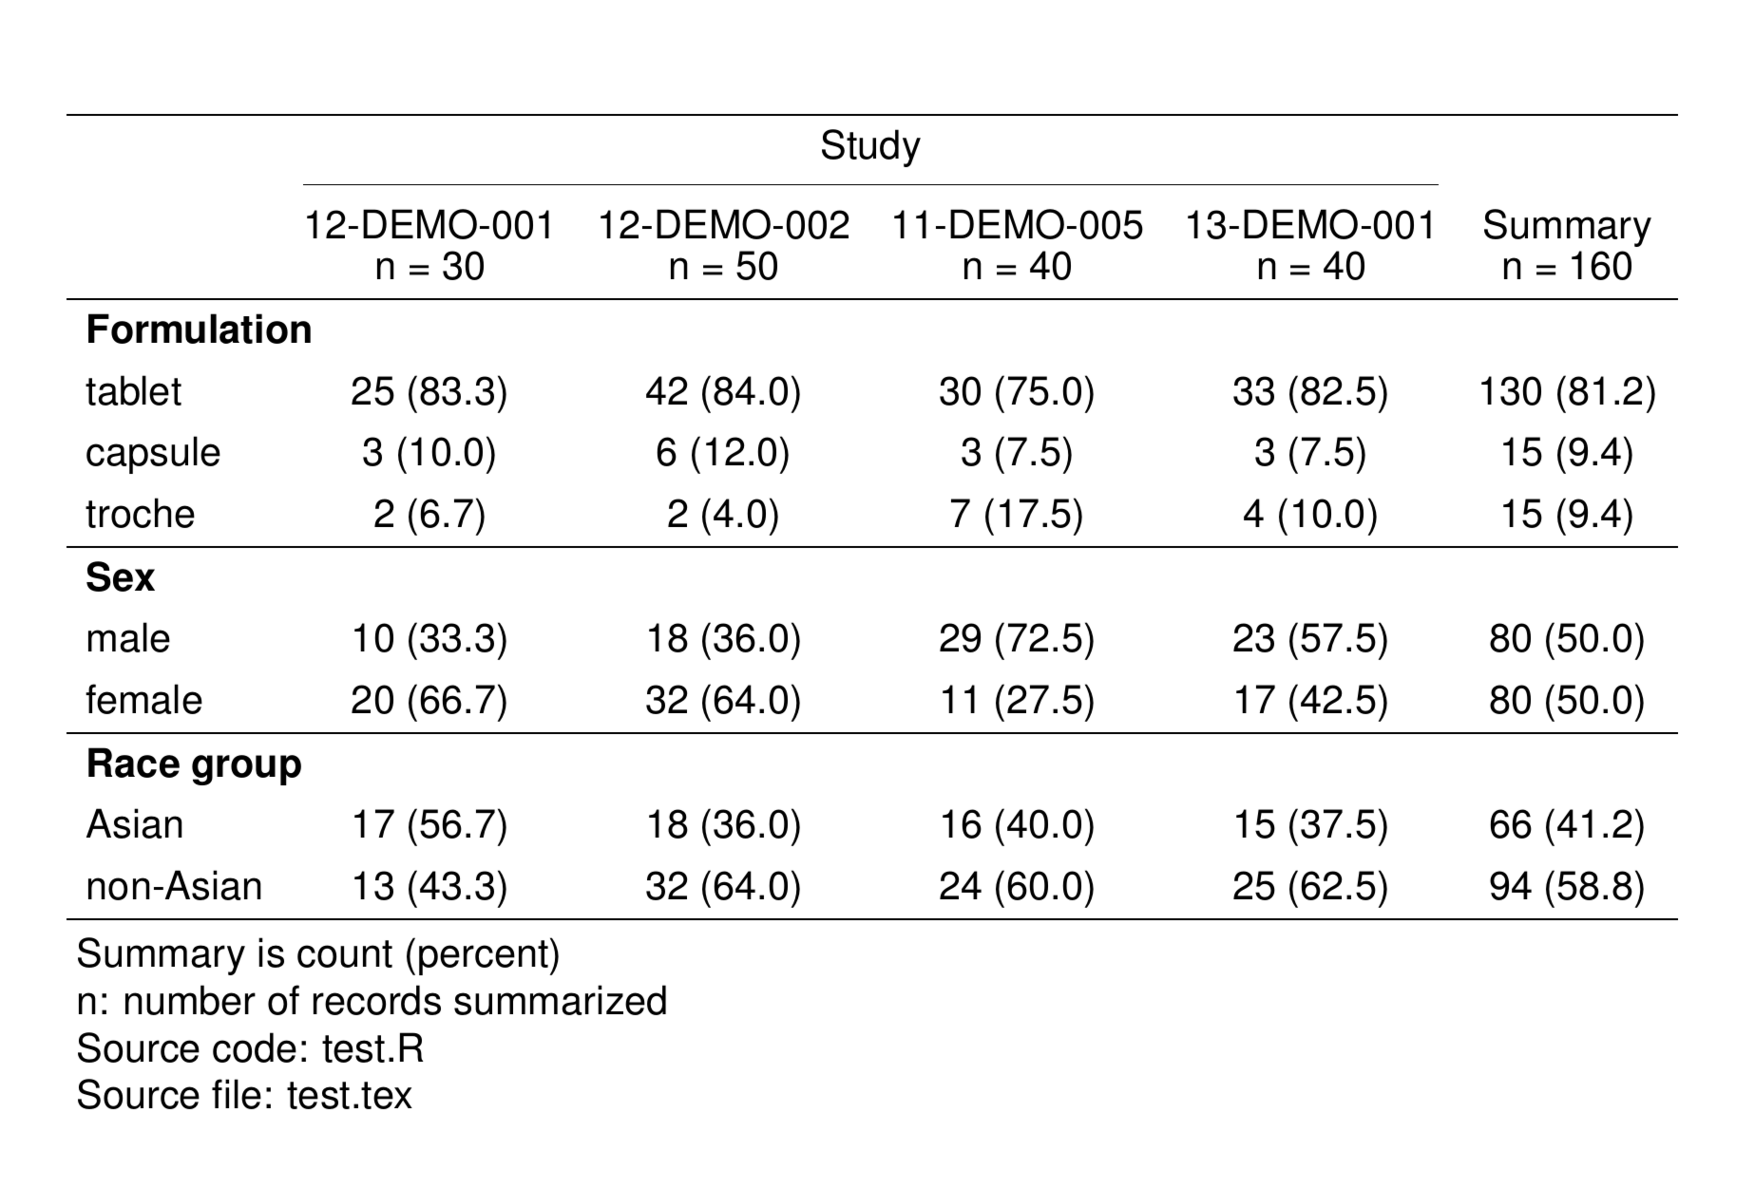 Study
12-DEMO-001 12-DEMO-002 11-DEMO-005 13-DEMO-001 Summary
n = 30 n = 50 n = 40 n = 40 n = 160
Formulation
tablet 25 (83.3) 42 (84.0) 30 (75.0) 33 (82.5) 130 (81.2)
capsule 3 (10.0) 6 (12.0) 3 (7.5) 3 (7.5) 15 (9.4)
troche 2 (6.7) 2 (4.0) 7 (17.5) 4 (10.0) 15 (9.4)
Sex
male 10 (33.3) 18 (36.0) 29 (72.5) 23 (57.5) 80 (50.0)
female 20 (66.7) 32 (64.0) 11 (27.5) 17 (42.5) 80 (50.0)
Race group
Asian 17 (56.7) 18 (36.0) 16 (40.0) 15 (37.5) 66 (41.2)
non-Asian 13 (43.3) 32 (64.0) 24 (60.0) 25 (62.5) 94 (58.8)
Summary is count (percent)
n: number of records summarized
Source code: test.R
Source file: test.tex